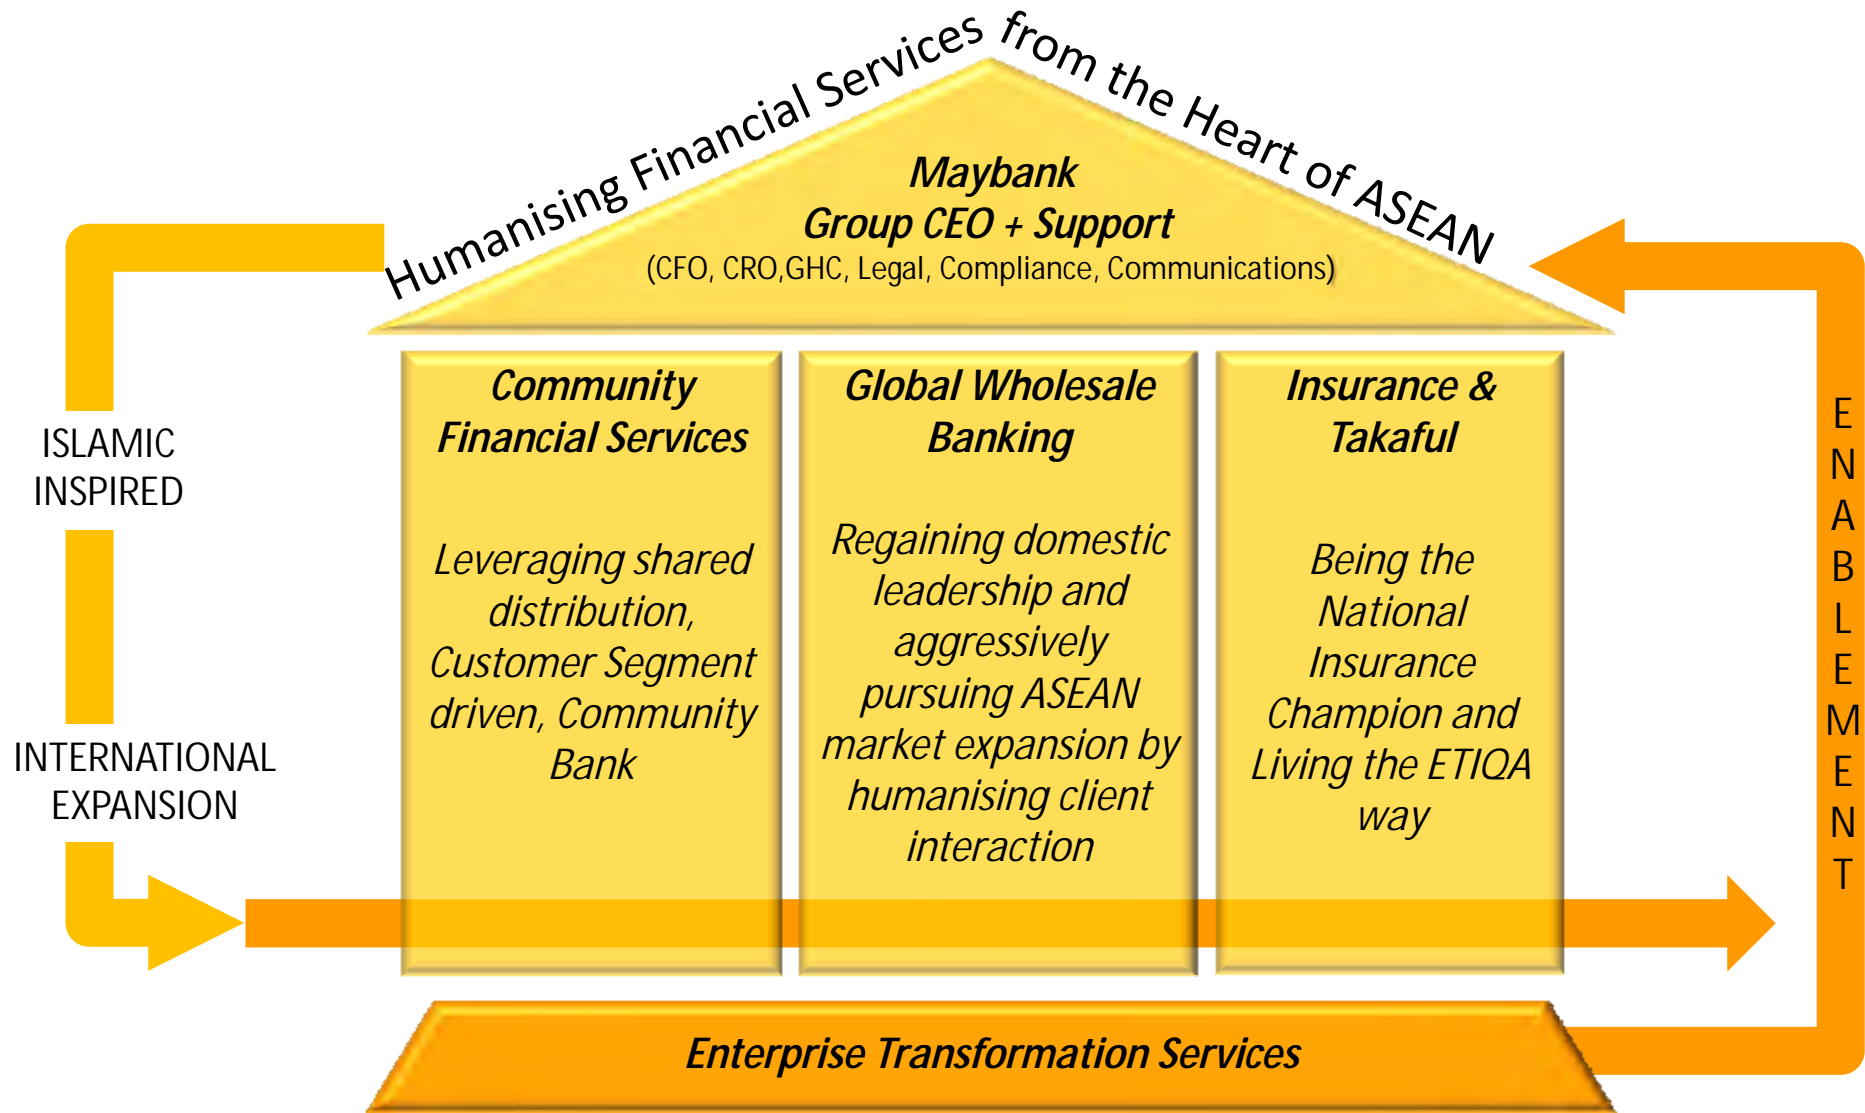 Humanising Financial Services from the Heart of ASEAN
Maybank
Group CEO + Support
(CFO, CRO,GHC, Legal, Compliance, Communications)
ISLAMIC
INSPIRED
INTERNATIONAL
EXPANSION
Community
Financial Services
Leveraging shared
distribution,
Customer Segment
driven, Community
Bank
Global Wholesale
Banking
Regaining domestic
leadership and
aggressively
pursuing ASEAN
market expansion by
humanising client
interaction
Insurance &
Takaful
Being the
National
Insurance
Champion and
Living the ETIQA
way
E
N
A
B
L
E
M
E
N
T
Enterprise Transformation Services